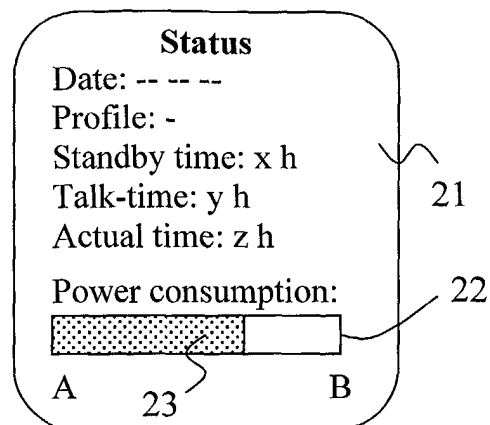 Status
Date: -- -- --
Profile: -
Standby time: x h
Talk-time: y h
Actual time: z h
21
Power consumption:
22
A 23 B